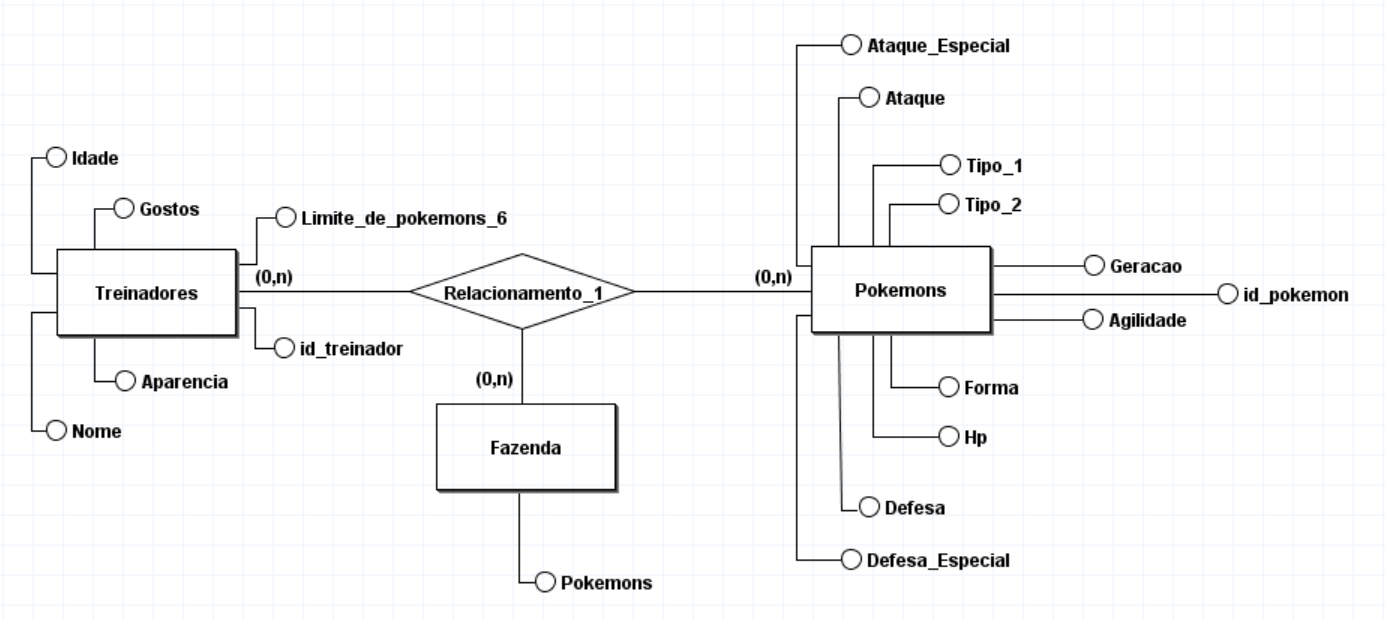 Ataque_Especial
Ataque
Idade
Tipo_1
Gostos
Tipo_2
Limite_de_pokemons_6
Geracao
(0,n)
(0,n)
Treinadores
Relacionamento_1
Pokemons
id_pokemon
Agilidade
id_treinador
Aparencia
(0,n)
Forma
Nome
Hp
Fazenda
Defesa
Defesa_Especial
Pokemons